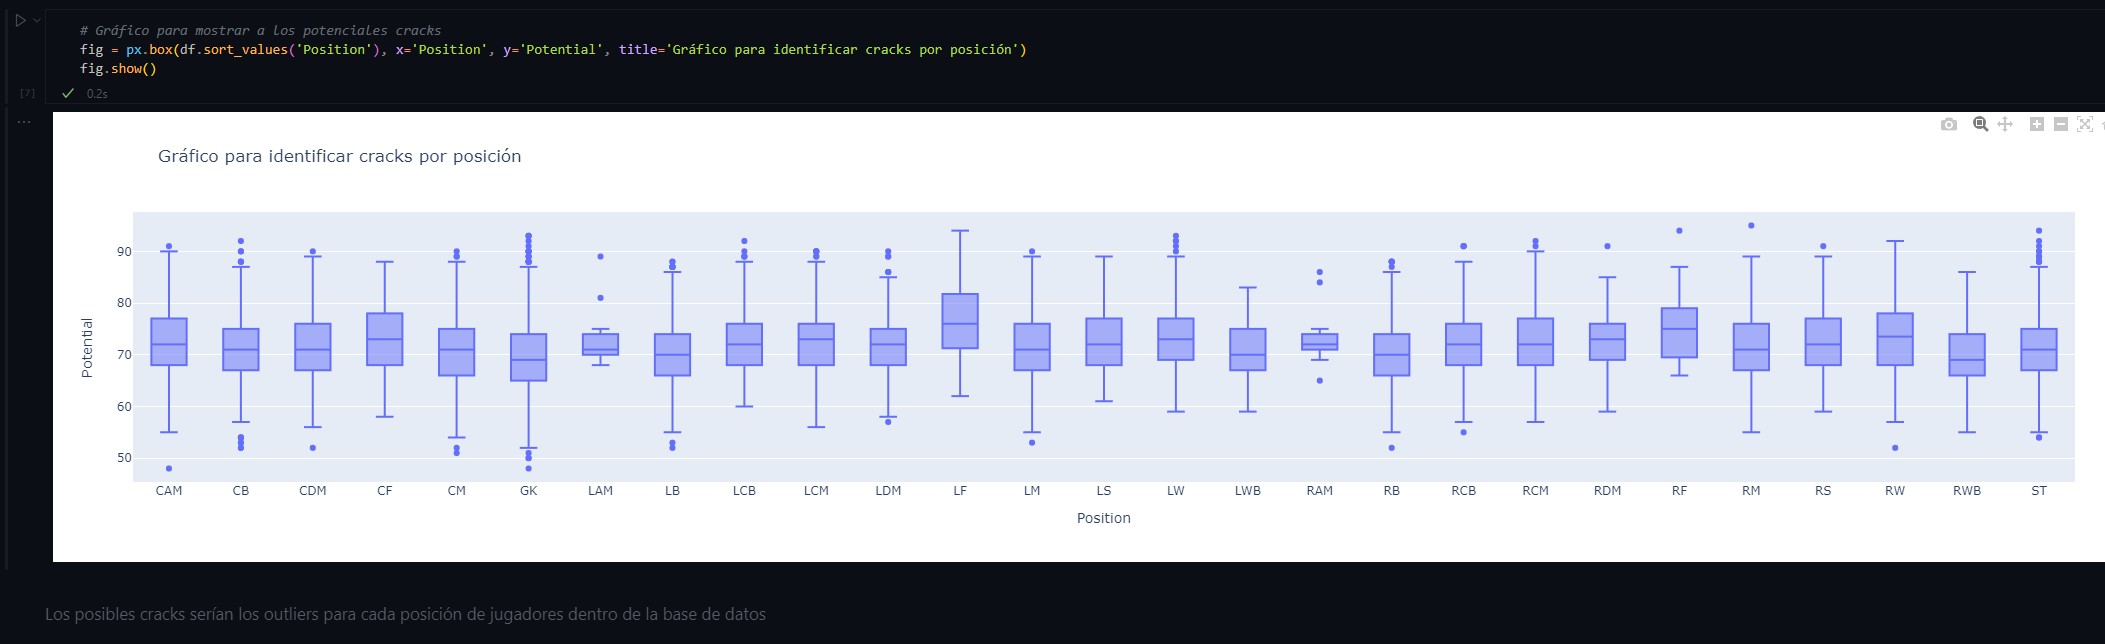 # Gráfico para mostrar a los potenciales cracks
fig = px.box(df.sort_values('Position'), x='Position', y='Potential', title='Gráfico para identificar cracks por posición')
fig.show()
[7]
0.2s
...
Gráfico para identificar cracks por posición
90
80
70
60
50
Potential
CAM CB CDM CF CM GK LAM LB LCB LCM LDM LF LM LS LW LWB RAM RB RCB RCM RDM RF RM RS RW RWB ST
Position
Los posibles cracks serían los outliers para cada posición de jugadores dentro de la base de datos